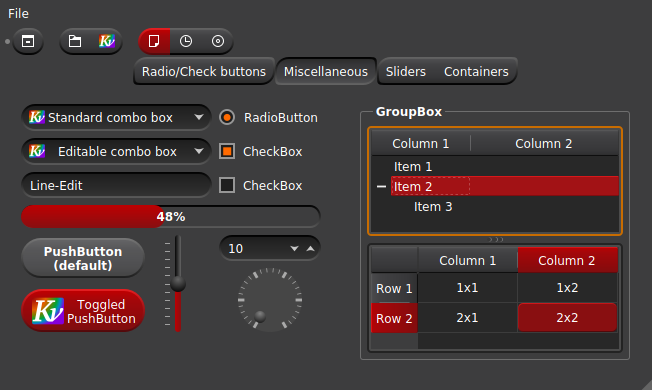 File
Radio/Check buttons
Miscellaneous
Sliders
Containers
Standard combo box
RadioButton
Editable combo box
CheckBox
Line-Edit
CheckBox
48%
PushButton
(default)
10
Toggled
PushButton
GroupBox
Column 1
Column 2
Item 1
Item 2
Item 3
Column 1
Column 2
Row 1
1x1
1x2
Row 2
2x1
2x2